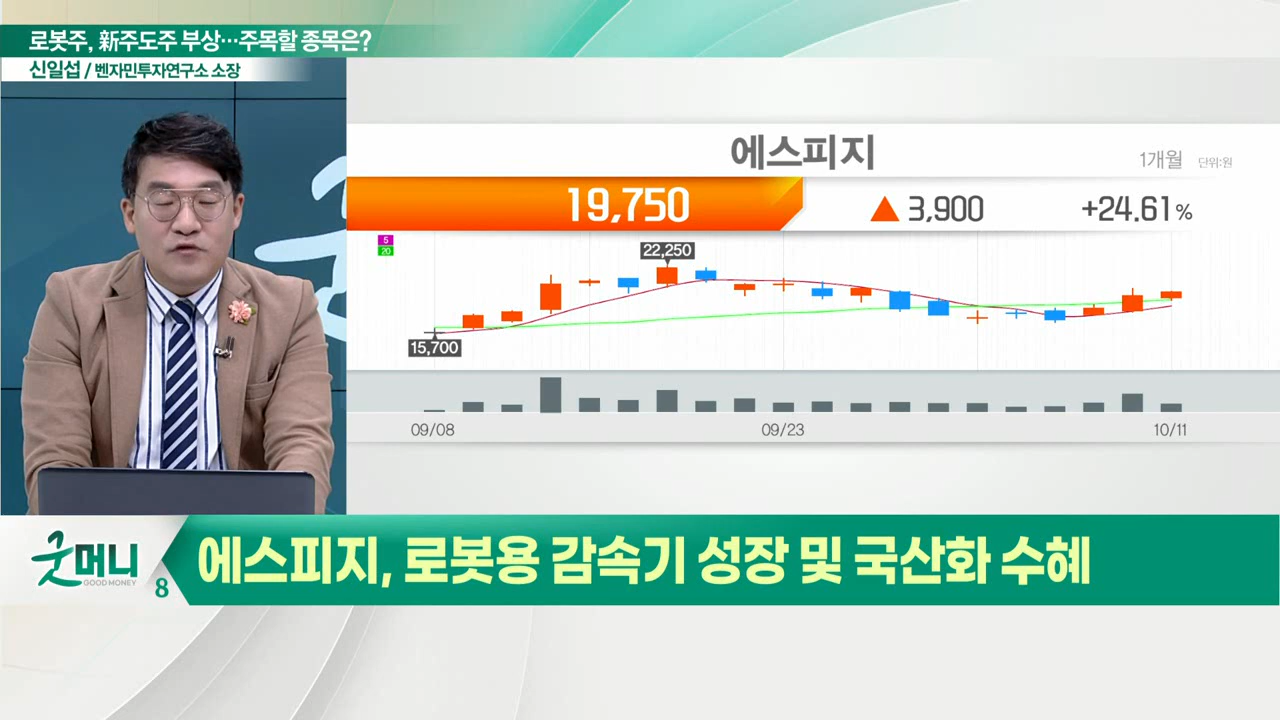 로봇주, 新주도주 부상…주목할 종목은?
신일섭 / 벤자민투자연구소 소장
에스피지
1개월 단위:원
19,750 ▲ 3,900 +24.61%
5
20
22,250
15,700
09/08 09/23 10/11
굿머니
GOOD MONEY
8
에스피지, 로봇용 감속기 성장 및 국산화 수혜